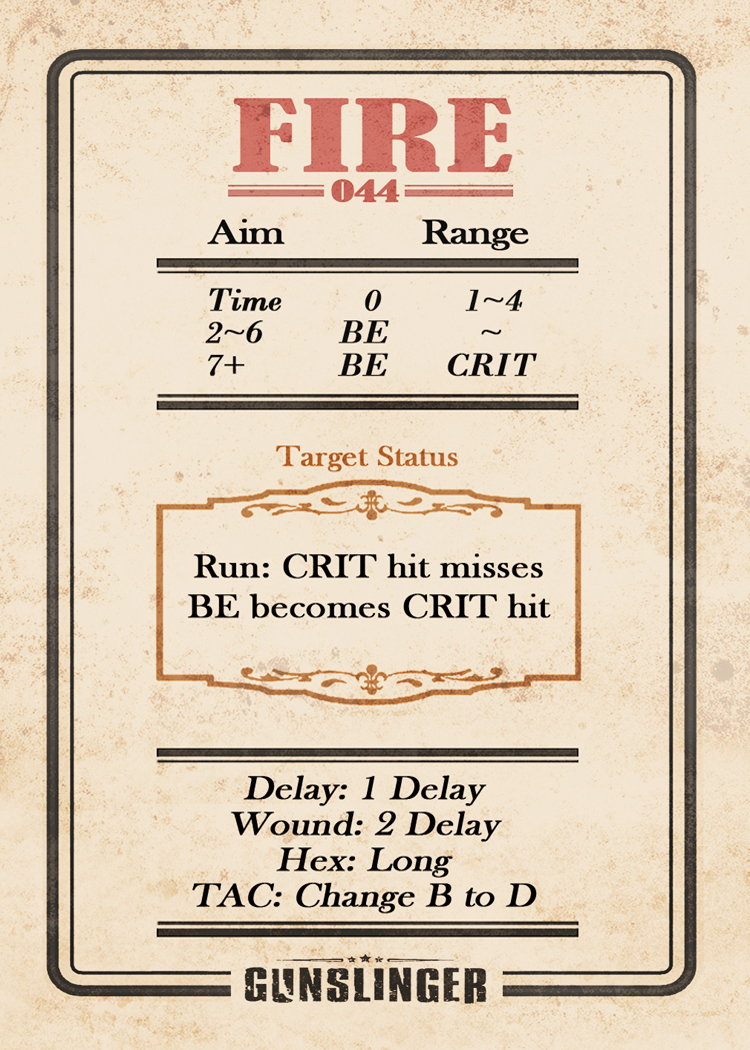 FIRE
044
Aim Range
Time 0 1~4
2~6 BE ~
7+ BE CRIT
Target Status
Run: CRIT hit misses
BE becomes CRIT hit
Delay: 1 Delay
Wound: 2 Delay
Hex: Long
TAC: Change B to D
GUNSLINGER